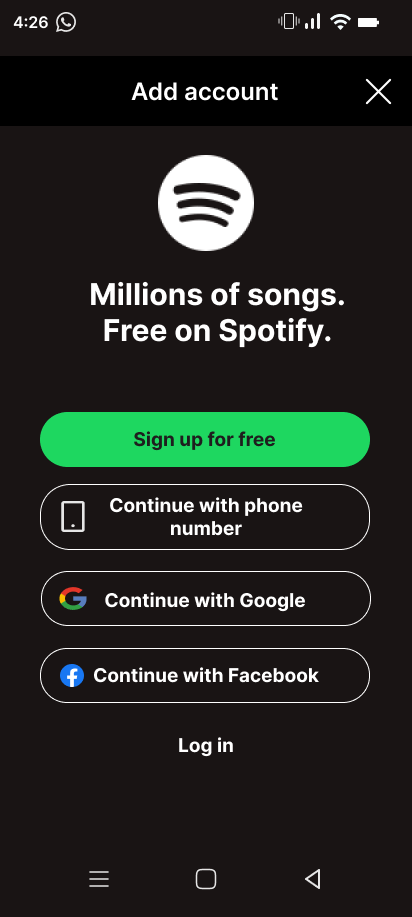 4:26
Add account
Millions of songs.
Free on Spotify.
Sign up for free
Continue with phone
number
Continue with Google
Continue with Facebook
Log in